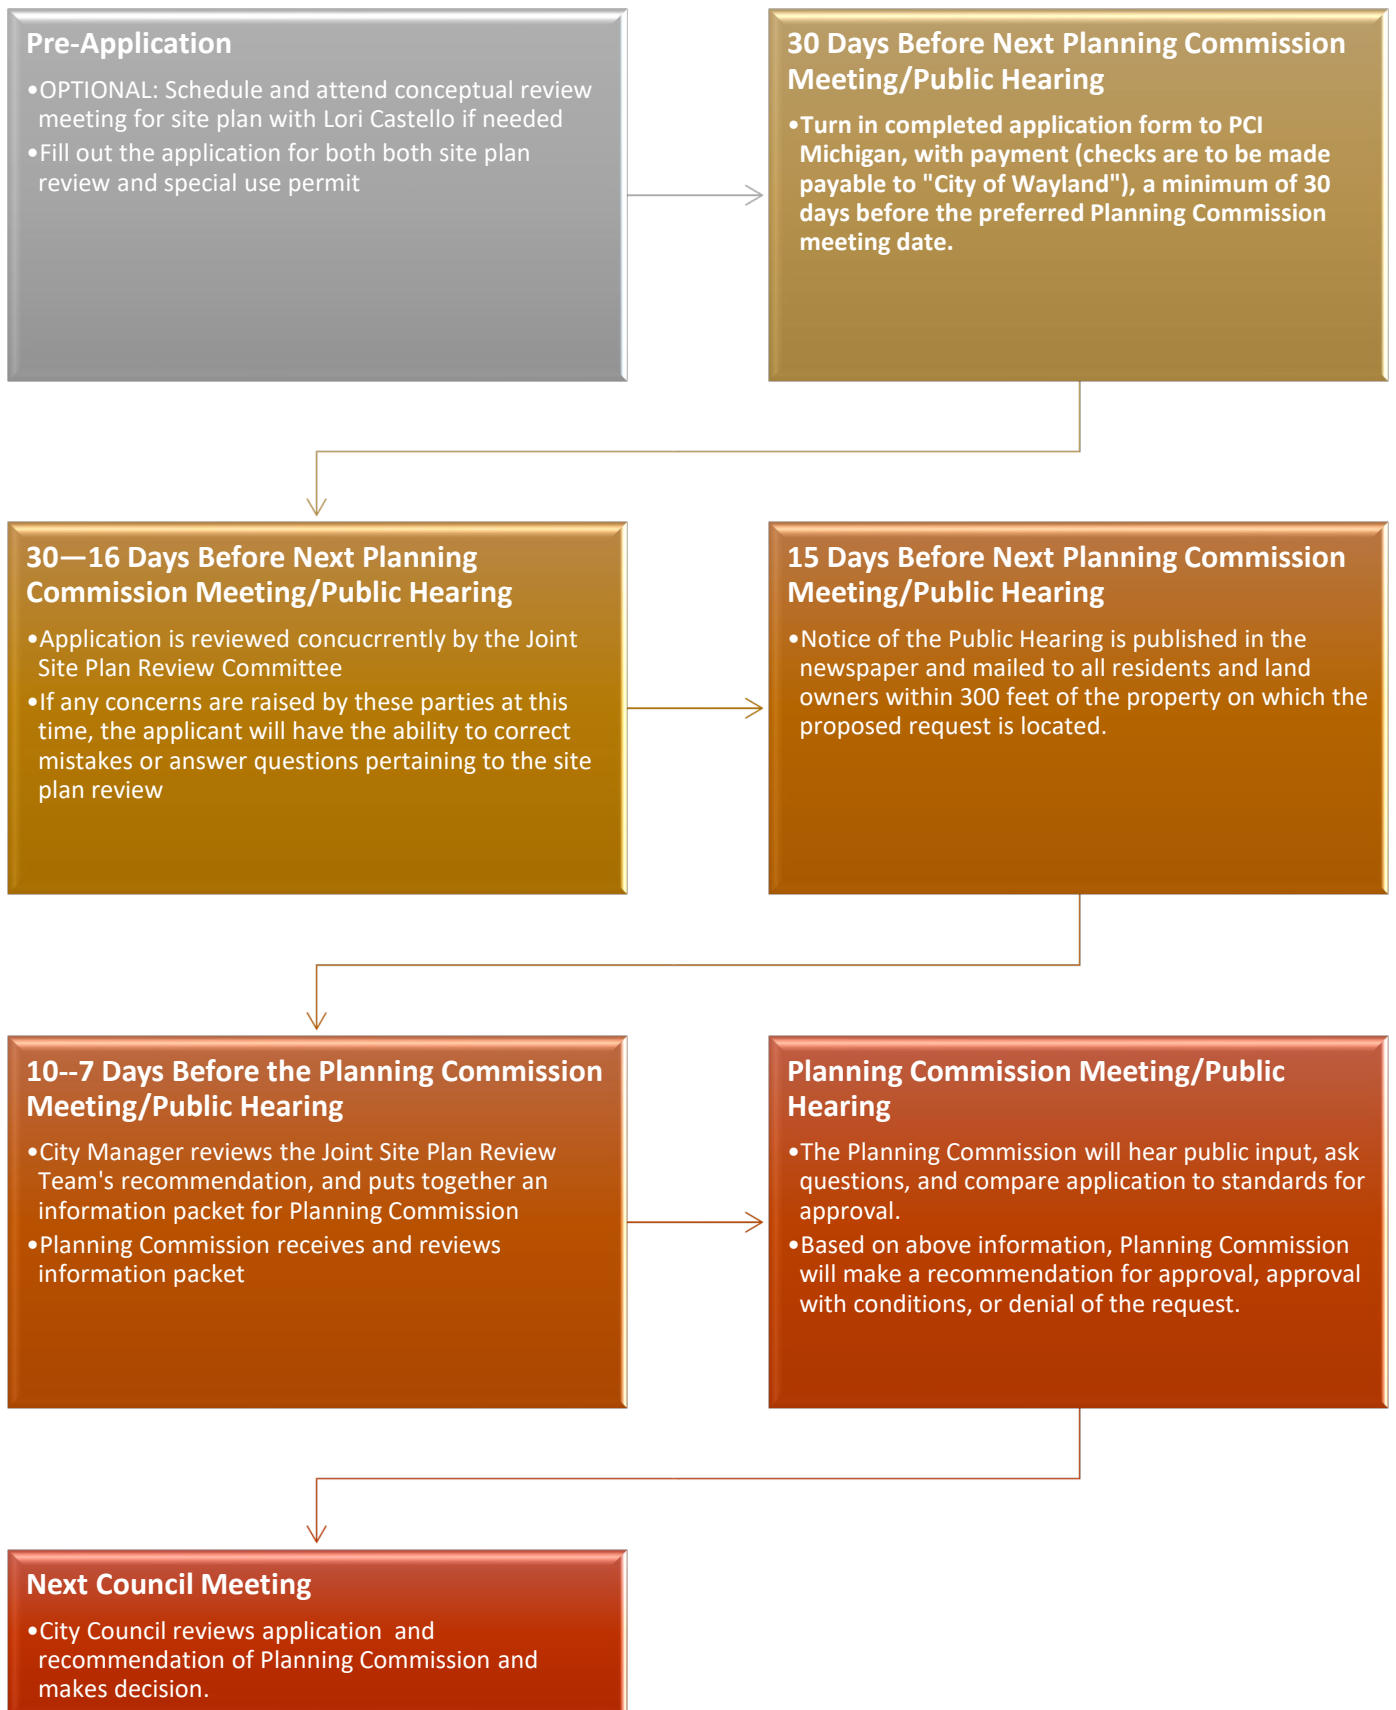 Pre-Application
•OPTIONAL: Schedule and attend conceptual review
meeting for site plan with Lori Castello if needed
•Fill out the application for both both site plan
review and special use permit
30 Days Before Next Planning Commission
Meeting/Public Hearing
•Turn in completed application form to PCI
Michigan, with payment (checks are to be made
payable to "City of Wayland"), a minimum of 30
days before the preferred Planning Commission
meeting date.
30—16 Days Before Next Planning
Commission Meeting/Public Hearing
•Application is reviewed concucrrently by the Joint
Site Plan Review Committee
•If any concerns are raised by these parties at this
time, the applicant will have the ability to correct
mistakes or answer questions pertaining to the site
plan review
15 Days Before Next Planning Commission
Meeting/Public Hearing
•Notice of the Public Hearing is published in the
newspaper and mailed to all residents and land
owners within 300 feet of the property on which the
proposed request is located.
10--7 Days Before the Planning Commission
Meeting/Public Hearing
•City Manager reviews the Joint Site Plan Review
Team's recommendation, and puts together an
information packet for Planning Commission
•Planning Commission receives and reviews
information packet
Planning Commission Meeting/Public
Hearing
•The Planning Commission will hear public input, ask
questions, and compare application to standards for
approval.
•Based on above information, Planning Commission
will make a recommendation for approval, approval
with conditions, or denial of the request.
Next Council Meeting
•City Council reviews application  and
recommendation of Planning Commission and
makes decision.